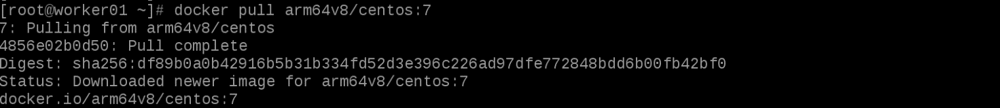 [root@worker01 ~]# docker pull arm64v8/centos:7
7: Pulling from arm64v8/centos
4856e02b0d50: Pull complete
Digest: sha256:df89b0a0b42916b5b31b334fd52d3e396c226ad97dfe772848bdd6b00fb42bf0
Status: Downloaded newer image for arm64v8/centos:7
docker.io/arm64v8/centos:7